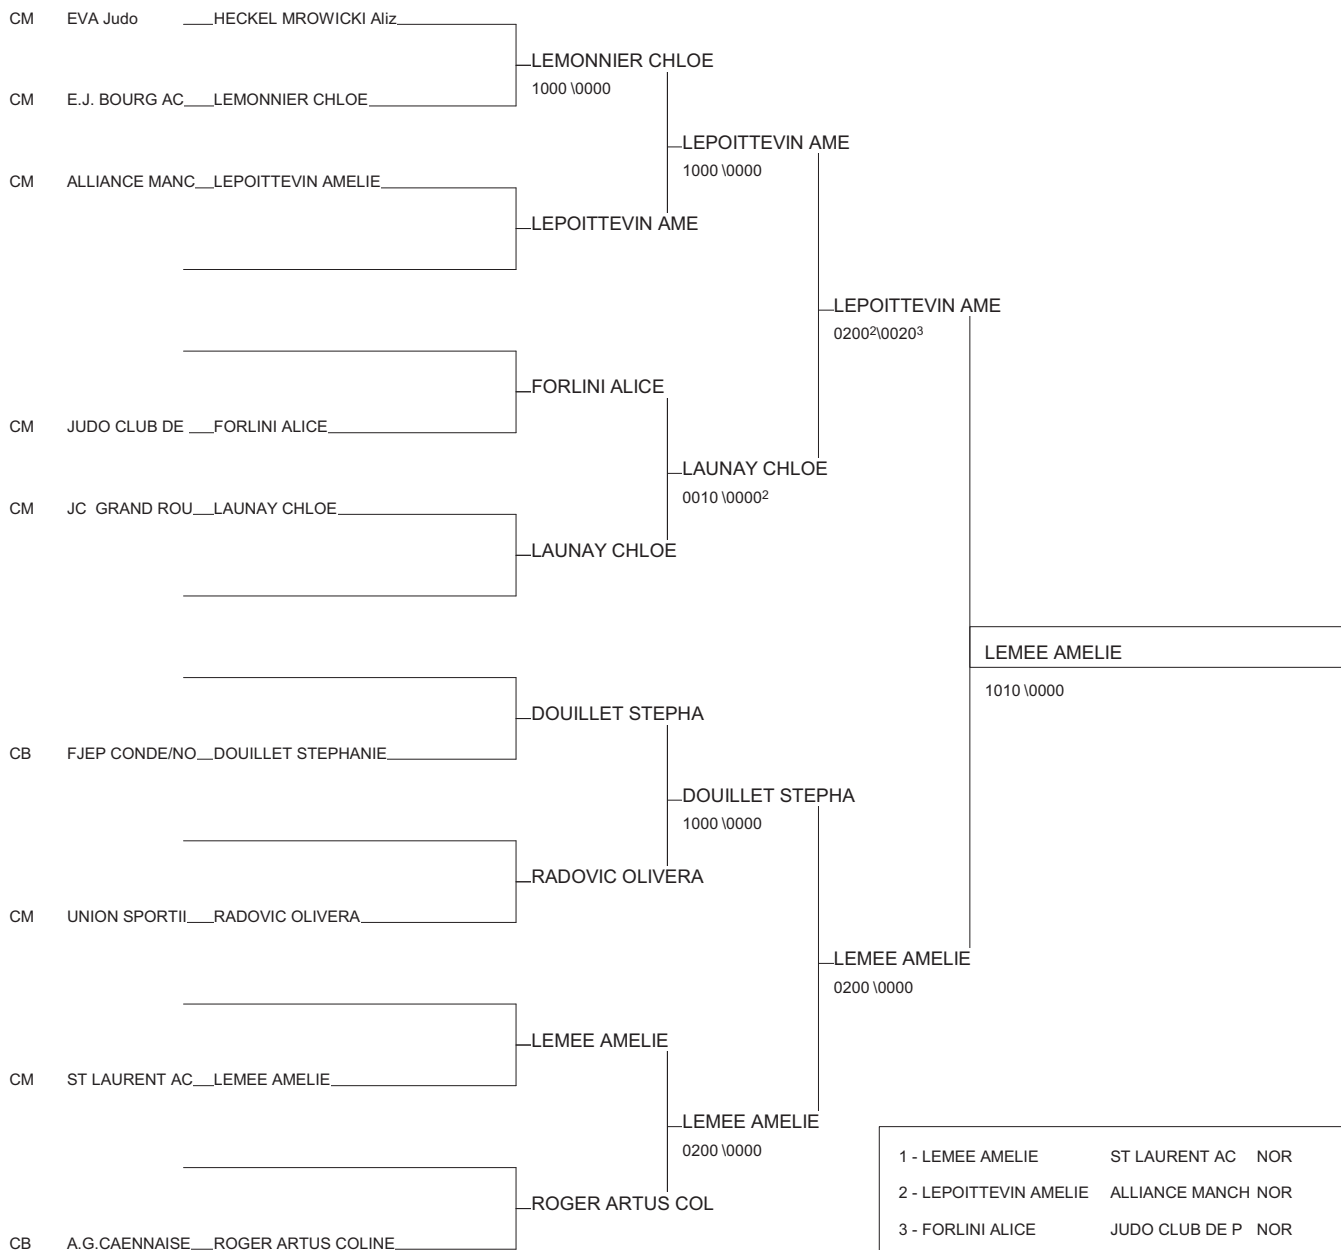 CM EVA Judo HECKEL MROWICKI Aliz
LEMONNIER CHLOE
1000 \0000
CM E.J. BOURG AC LEMONNIER CHLOE
LEPOITTEVIN AME
1000 \0000
CM ALLIANCE MANC LEPOITTEVIN AMELIE
LEPOITTEVIN AME
LEPOITTEVIN AME
0200²\0020³
FORLINI ALICE
CM JUDO CLUB DE FORLINI ALICE
LAUNAY CHLOE
0010 \0000²
CM JC GRAND ROU LAUNAY CHLOE
LAUNAY CHLOE
LEMEE AMELIE
1010 \0000
DOUILLET STEPHA
CB FJEP CONDE/NO DOUILLET STEPHANIE
DOUILLET STEPHA
1000 \0000
RADOVIC OLIVERA
CM UNION SPORTII RADOVIC OLIVERA
LEMEE AMELIE
0200 \0000
LEMEE AMELIE
CM ST LAURENT AC LEMEE AMELIE
LEMEE AMELIE
0200 \0000
ROGER ARTUS COL
CB A.G.CAENNAISE ROGER ARTUS COLINE
1 - LEMEE AMELIE ST LAURENT AC NOR
2 - LEPOITTEVIN AMELIE ALLIANCE MANCH NOR
3 - FORLINI ALICE JUDO CLUB DE P NOR